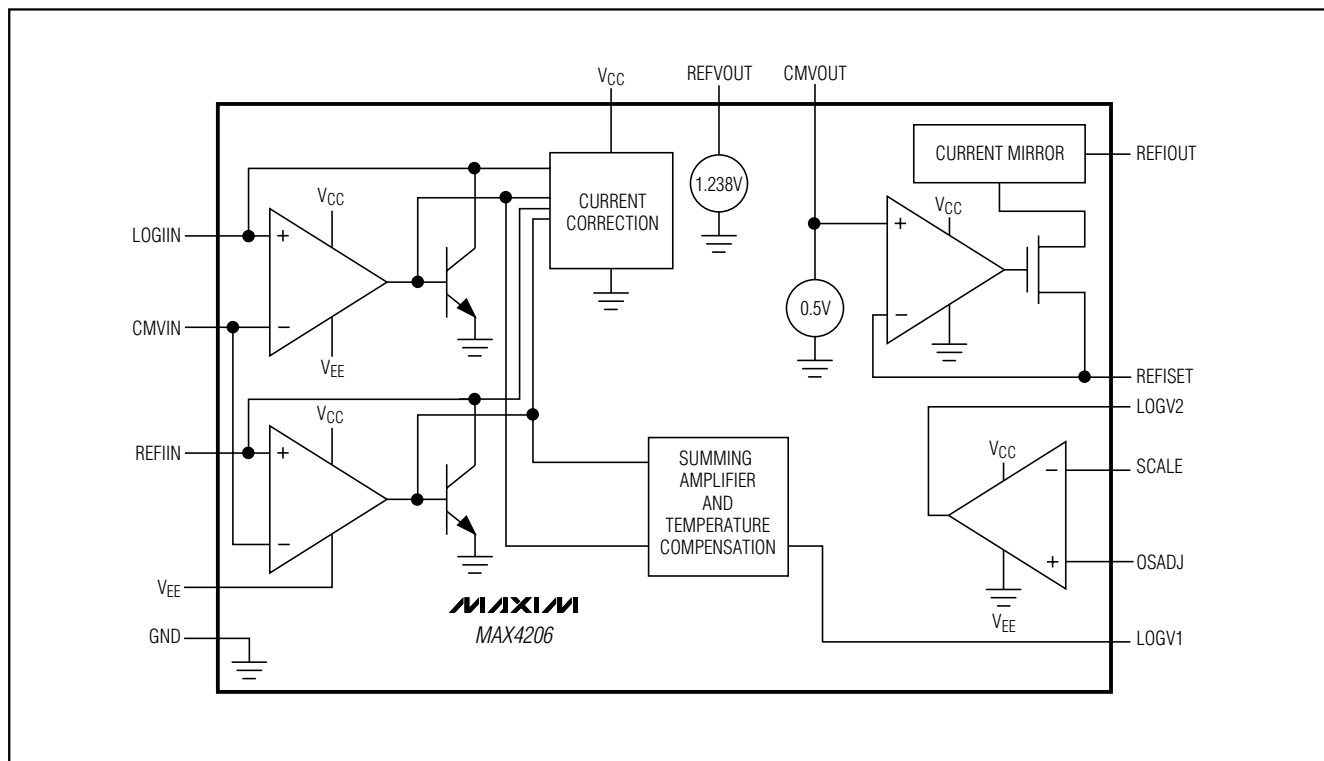 VCC
REFVOUT
CMVOUT
CURRENT MIRROR
REFIOUT
1.238V
CURRENT
CORRECTION
VCC
VCC
LOGIIN
+
+
0.5V
CMVIN
−
−
VEE
REFISET
LOGV2
VCC
REFIIN
+
SUMMING
AMPLIFIER
AND
TEMPERATURE
COMPENSATION
VCC
−
SCALE
−
+
OSADJ
VEE
MAXIM
MAX4206
VEE
GND
LOGV1